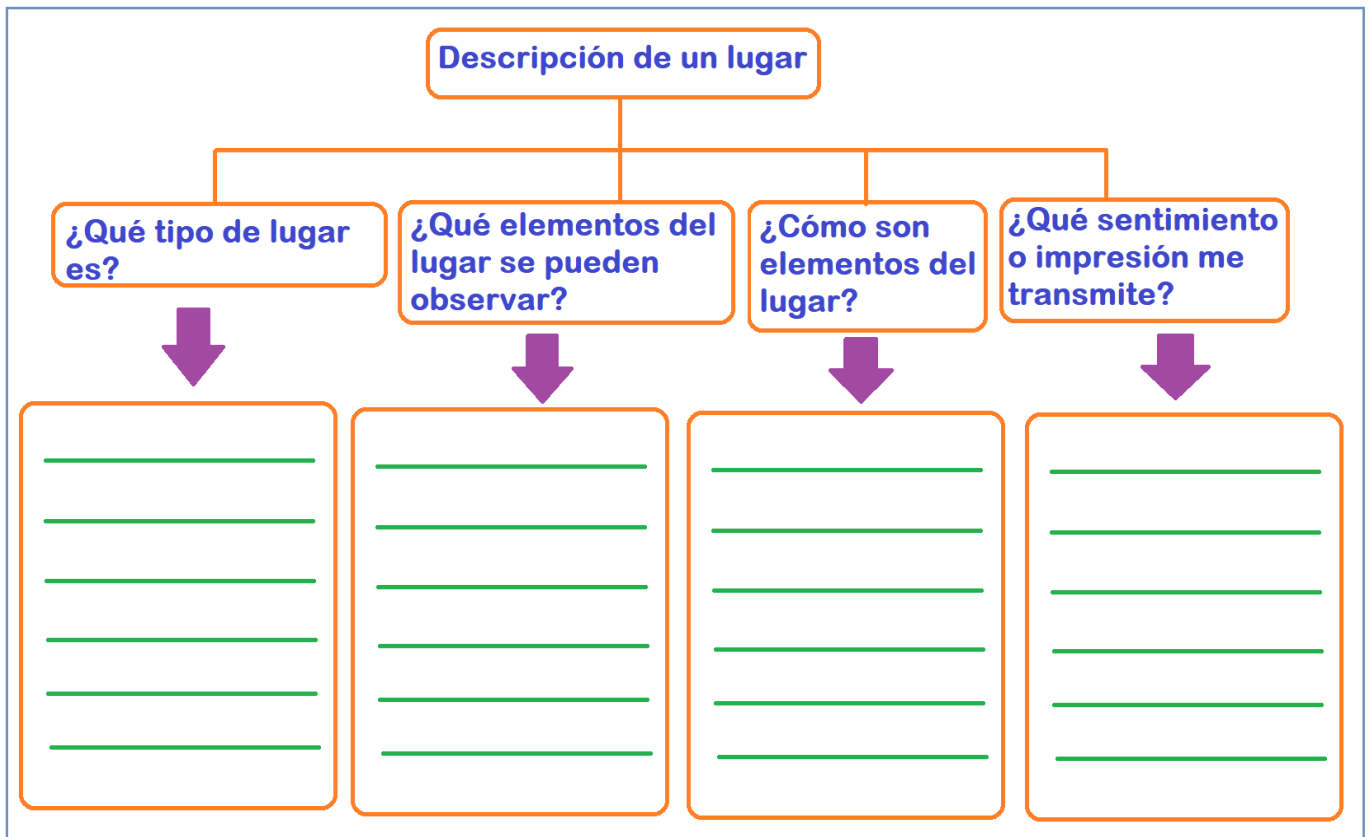 Descripción de un lugar
¿Qué tipo de lugar
es?
¿Qué elementos del
lugar se pueden
observar?
¿Cómo son
elementos del
lugar?
¿Qué sentimiento
o impresión me
transmite?